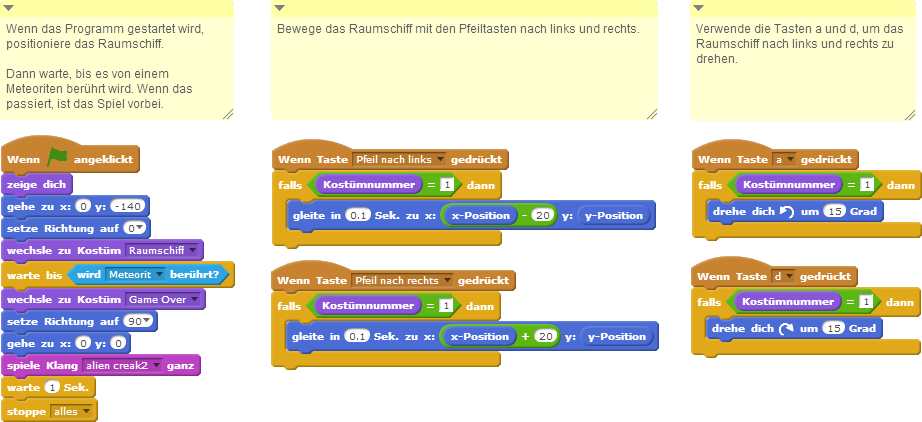 Wenn das Programm gestartet wird,
positioniere das Raumschiff.
Dann warte, bis es von einem
Meteoriten berührt wird. Wenn das
passiert, ist das Spiel vorbei.
Wenn angeklickt
zeige dich
gehe zu x: 0 y: -140
setze Richtung auf 0
wechsle zu Kostüm Raumschiff
warte bis wird Meteorit berührt?
wechsle zu Kostüm Game Over
setze Richtung auf 90
gehe zu x: 0 y: 0
spiele Klang alien creak2 ganz
warte 1 Sek.
stoppe alles
Bewege das Raumschiff mit den Pfeiltasten nach links und rechts.
Wenn Taste Pfeil nach links gedrückt
falls Kostümnummer = 1 dann
gleite in 0.1 Sek. zu x: x-Position - 20 y: y-Position
Wenn Taste Pfeil nach rechts gedrückt
falls Kostümnummer = 1 dann
gleite in 0.1 Sek. zu x: x-Position + 20 y: y-Position
Verwende die Tasten a und d, um das
Raumschiff nach links und rechts zu
drehen.
Wenn Taste a gedrückt
falls Kostümnummer = 1 dann
drehe dich um 15 Grad
Wenn Taste d gedrückt
falls Kostümnummer = 1 dann
drehe dich um 15 Grad